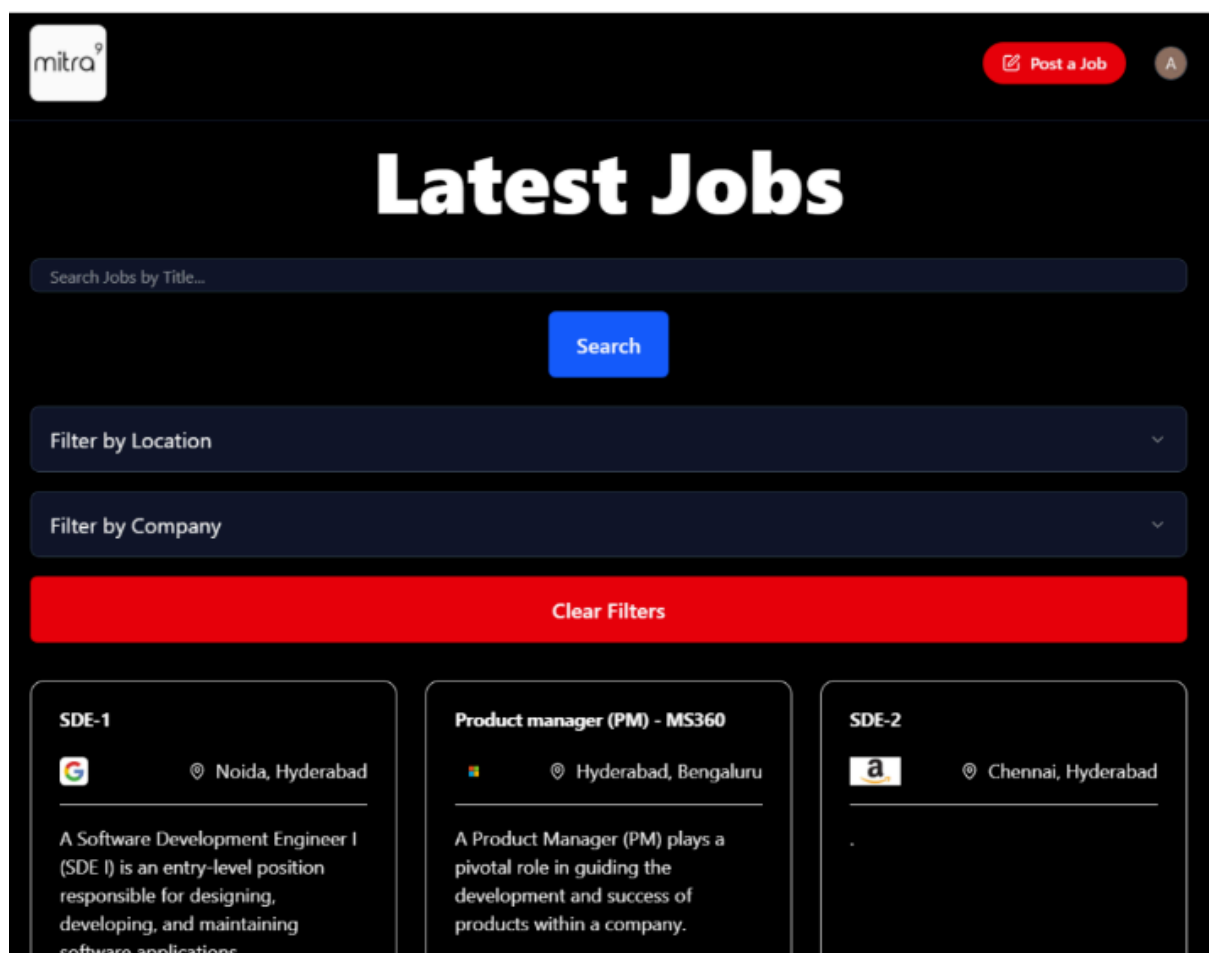 mitra9
Post a Job
A
Latest Jobs
Search Jobs by Title...
Search
Filter by Location
Filter by Company
Clear Filters
SDE-1
G
Noida, Hyderabad
A Software Development Engineer I
(SDE I) is an entry-level position
responsible for designing,
developing, and maintaining
software applications
Product manager (PM) - MS360
Hyderabad, Bengaluru
A Product Manager (PM) plays a
pivotal role in guiding the
development and success of
products within a company.
SDE-2
a
Chennai, Hyderabad
.